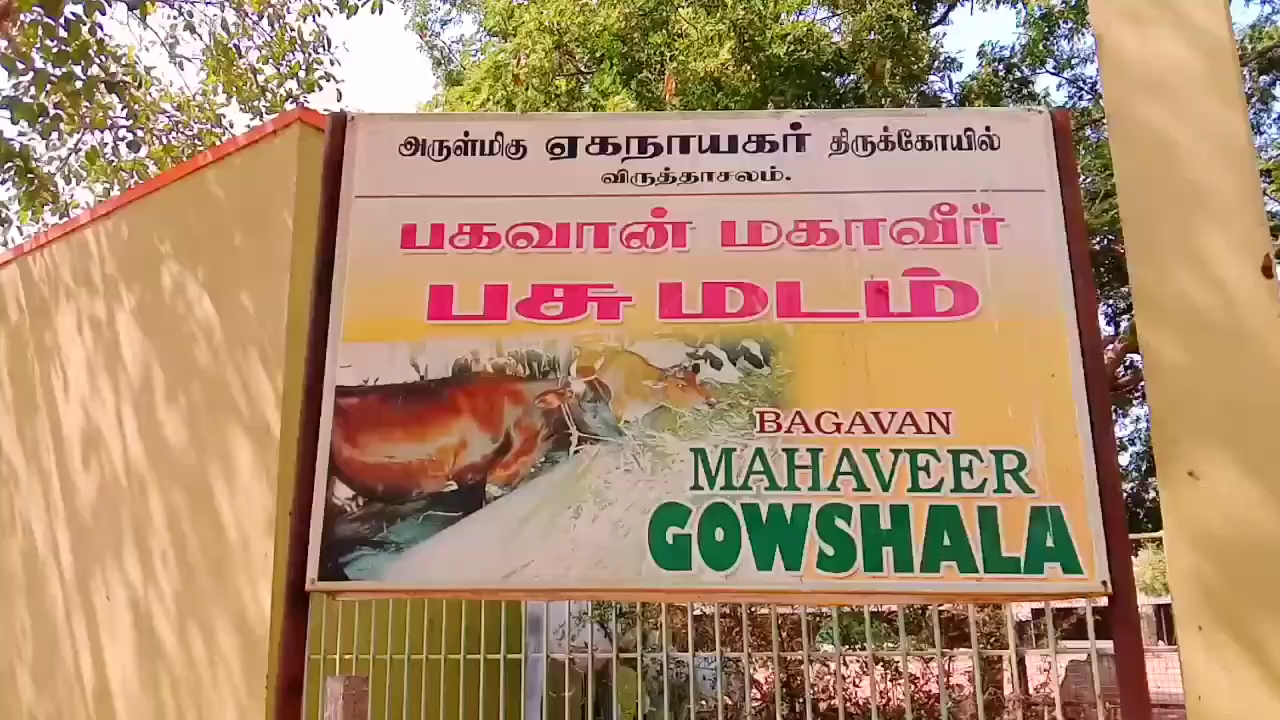 அருள்மிகு ஏகநாயகர் திருக்கோயில்
விருத்தாசலம்.
பகவான் மகாவீர்
பசு மடம்
BAGAVAN
MAHAVEER
GOWSHALA